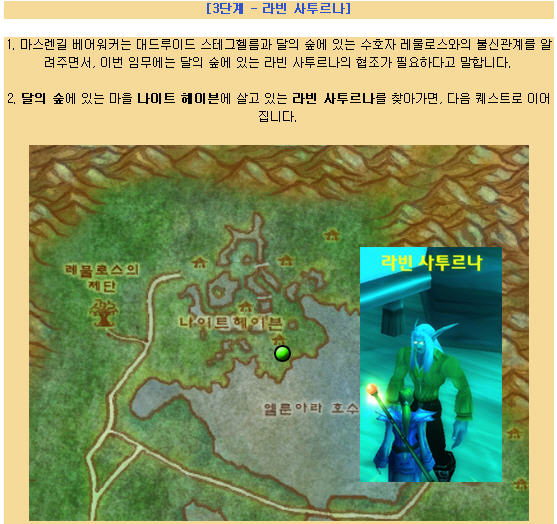 [3단계 - 라빈 사투르나]
1. 마스렌길 베어워커는 대드루이드 스테그헬름과 달의 숲에 있는 수호자 레물로스와의 불신관계를 알
려주면서, 이번 임무에는 달의 숲에 있는 라빈 사투르나의 협조가 필요하다고 말합니다.
2. 달의 숲에 있는 마을 나이트 헤이븐에 살고 있는 라빈 사투르나를 찾아가면, 다음 퀘스트로 이어
집니다.
라빈 사투르나
레물로스의
제단
나이트헤이븐
엘룬아라 호수